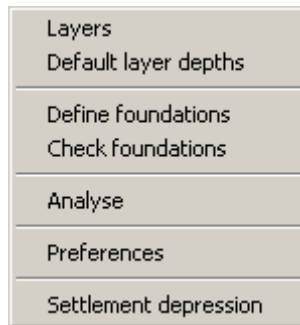 Layers
Default layer depths
Define foundations
Check foundations
Analyse
Preferences
Settlement depression